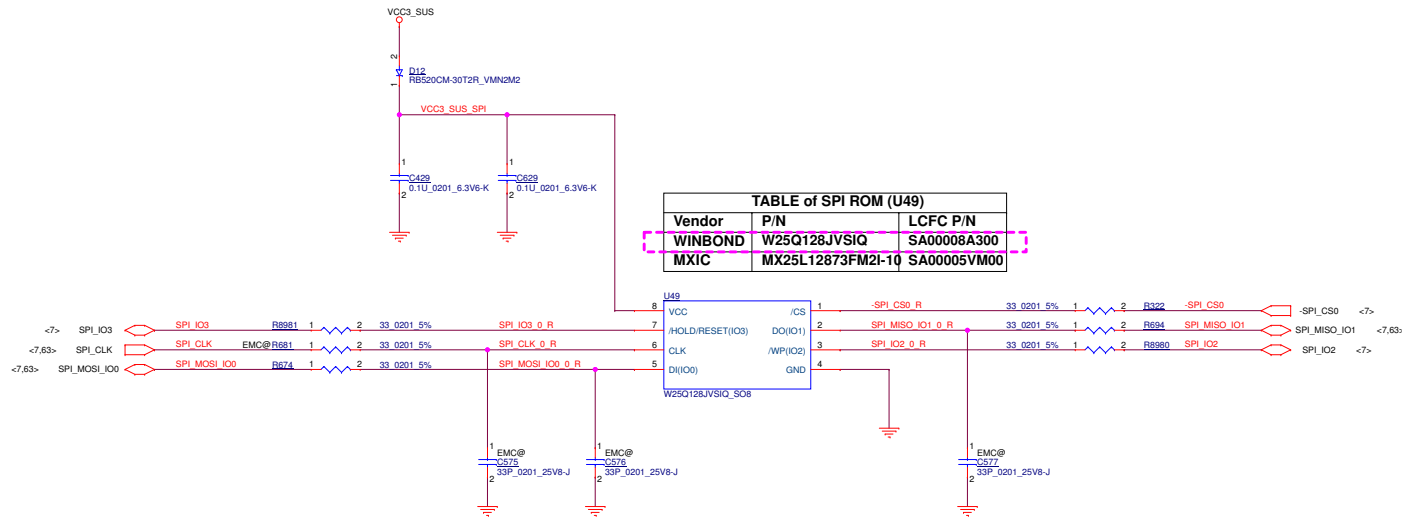 VCC3_SUS
2
D12
RB520CM-30T2R_VMN2M2
1
VCC3_SUS_SPI
1
C429
0.1U_0201_6.3V6-K
2
1
C629
0.1U_0201_6.3V6-K
2
TABLE of SPI ROM (U49)
Vendor P/N LCFC P/N
WINBOND W25Q128JVSIQ SA00008A300
MXIC MX25L12873FM2I-10 SA00005VM00
U49
8 VCC /CS 1 -SPI_CS0_R 33_0201_5% 1 2 R322 -SPI_CS0 -SPI_CS0 <7>
<7> SPI_IO3 SPI_IO3 R8981 1 2 33_0201_5% SPI_IO3_0_R 7 /HOLD/RESET(IO3) DO(IO1) 2 SPI_MISO_IO1_0_R 33_0201_5% 1 2 R694 SPI_MISO_IO1 SPI_MISO_IO1 <7,63>
<7,63> SPI_CLK SPI_CLK EMC@ R681 1 2 33_0201_5% SPI_CLK_0_R 6 CLK /WP(IO2) 3 SPI_IO2_0_R 33_0201_5% 1 2 R8980 SPI_IO2 SPI_IO2 <7>
<7,63> SPI_MOSI_IO0 SPI_MOSI_IO0 R674 1 2 33_0201_5% SPI_MOSI_IO0_0_R 5 DI(IO0) GND 4
W25Q128JVSIQ_SO8
1
EMC@
C575
33P_0201_25V8-J
2
1
EMC@
C576
33P_0201_25V8-J
2
1
EMC@
C577
33P_0201_25V8-J
2